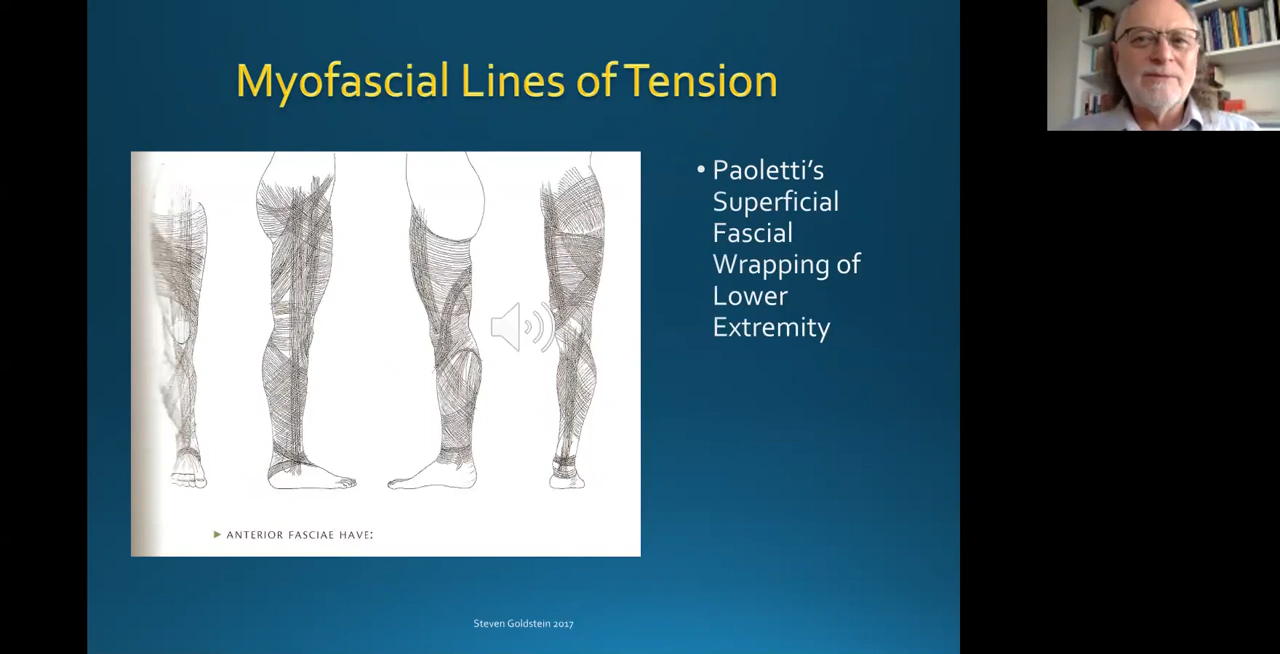 Myofascial Lines of Tension
• Paoletti’s
Superficial
Fascial
Wrapping of
Lower
Extremity
▶ ANTERIOR FASCIAE HAVE:
Steven Goldstein 2017